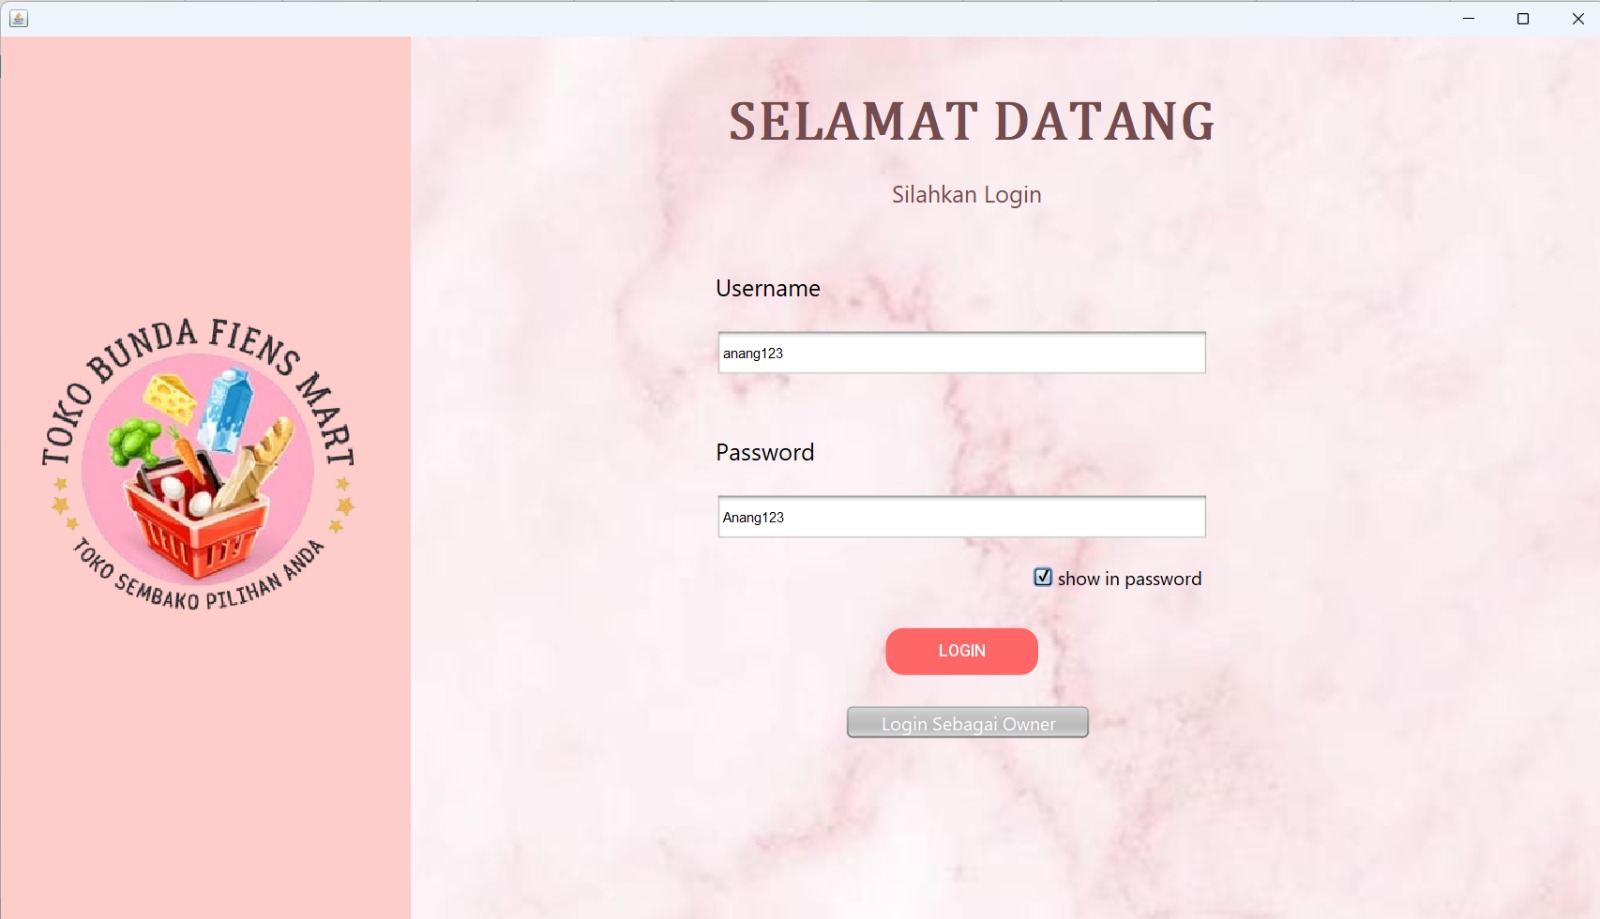 TOKO BUNDA FIENS MART
TOKO SEMBAKO PILIHAN ANDA
SELAMAT DATANG
Silahkan Login
Username
anang123
Password
Anang123
show in password
LOGIN
Login Sebagai Owner